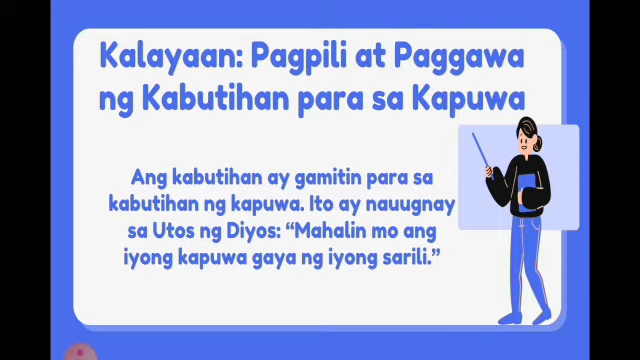 Kalayaan: Pagpili at Paggawa
ng Kabutihan para sa Kapuwa
Ang kabutihan ay gamitin para sa
kabutihan ng kapuwa. Ito ay nauugnay
sa Utos ng Diyos: “Mahalin mo ang
iyong kapuwa gaya ng iyong sarili.”